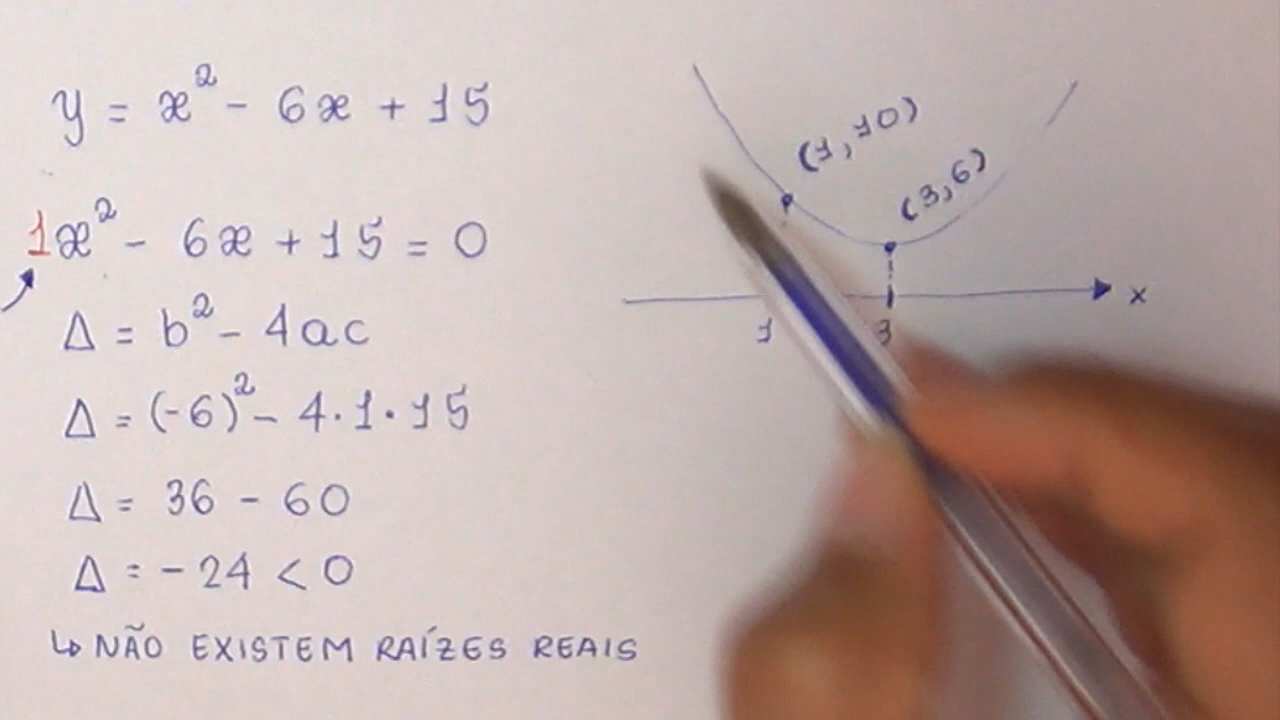 y = x² - 6x + 15
1x² - 6x + 15 = 0
Δ = b² - 4ac
Δ = (-6)² - 4·1·15
Δ = 36 - 60
Δ = -24 < 0
↳ NÃO EXISTEM RAÍZES REAIS
(1,10)
(3,6)
x
1
3